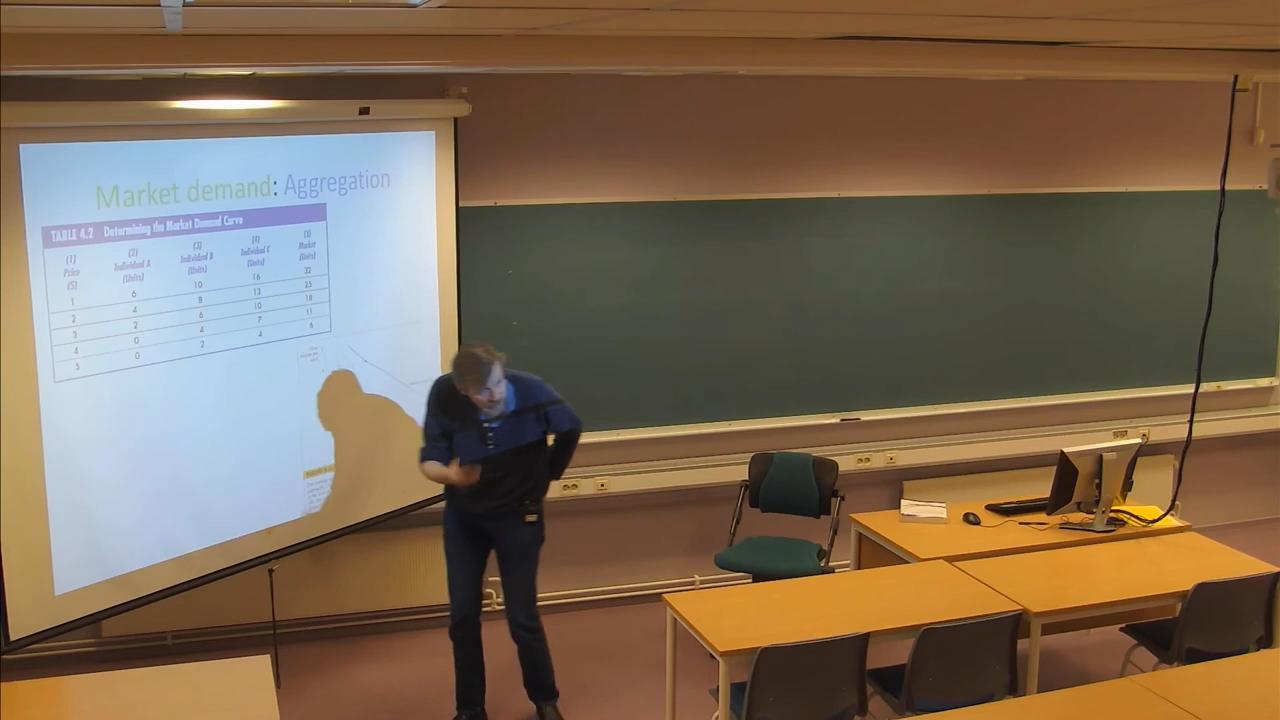 Market demand: Aggregation
TABLE 4.2 Determining the Market Demand Curve
(1) (2) (3) (4) (5)
Price Individual A Individual B Individual C Market
($) (Units) (Units) (Units) (Units)
1 6 10 16 32
2 4 8 13 25
3 2 6 10 18
4 0 4 7 11
5 0 2 4 6